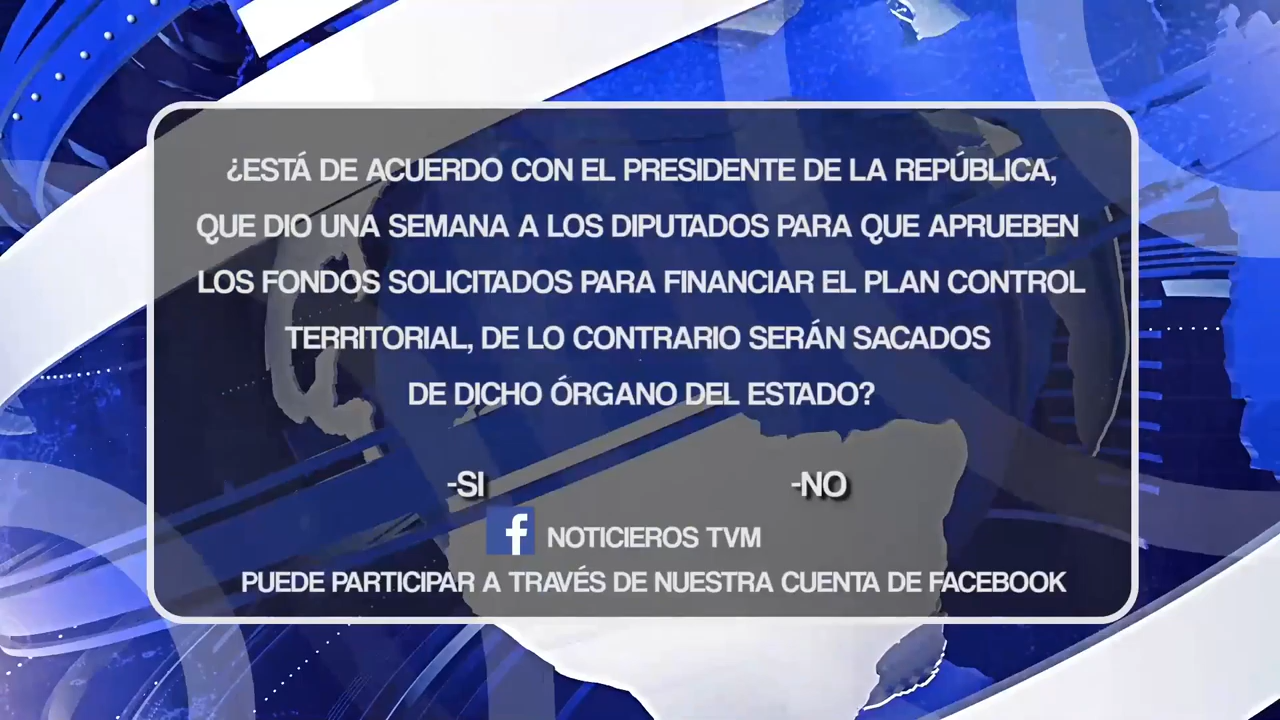 ¿ESTÁ DE ACUERDO CON EL PRESIDENTE DE LA REPÚBLICA,
QUE DIO UNA SEMANA A LOS DIPUTADOS PARA QUE APRUEBEN
LOS FONDOS SOLICITADOS PARA FINANCIAR EL PLAN CONTROL
TERRITORIAL, DE LO CONTRARIO SERÁN SACADOS
DE DICHO ÓRGANO DEL ESTADO?
-SI -NO
f NOTICIEROS TVM
PUEDE PARTICIPAR A TRAVÉS DE NUESTRA CUENTA DE FACEBOOK